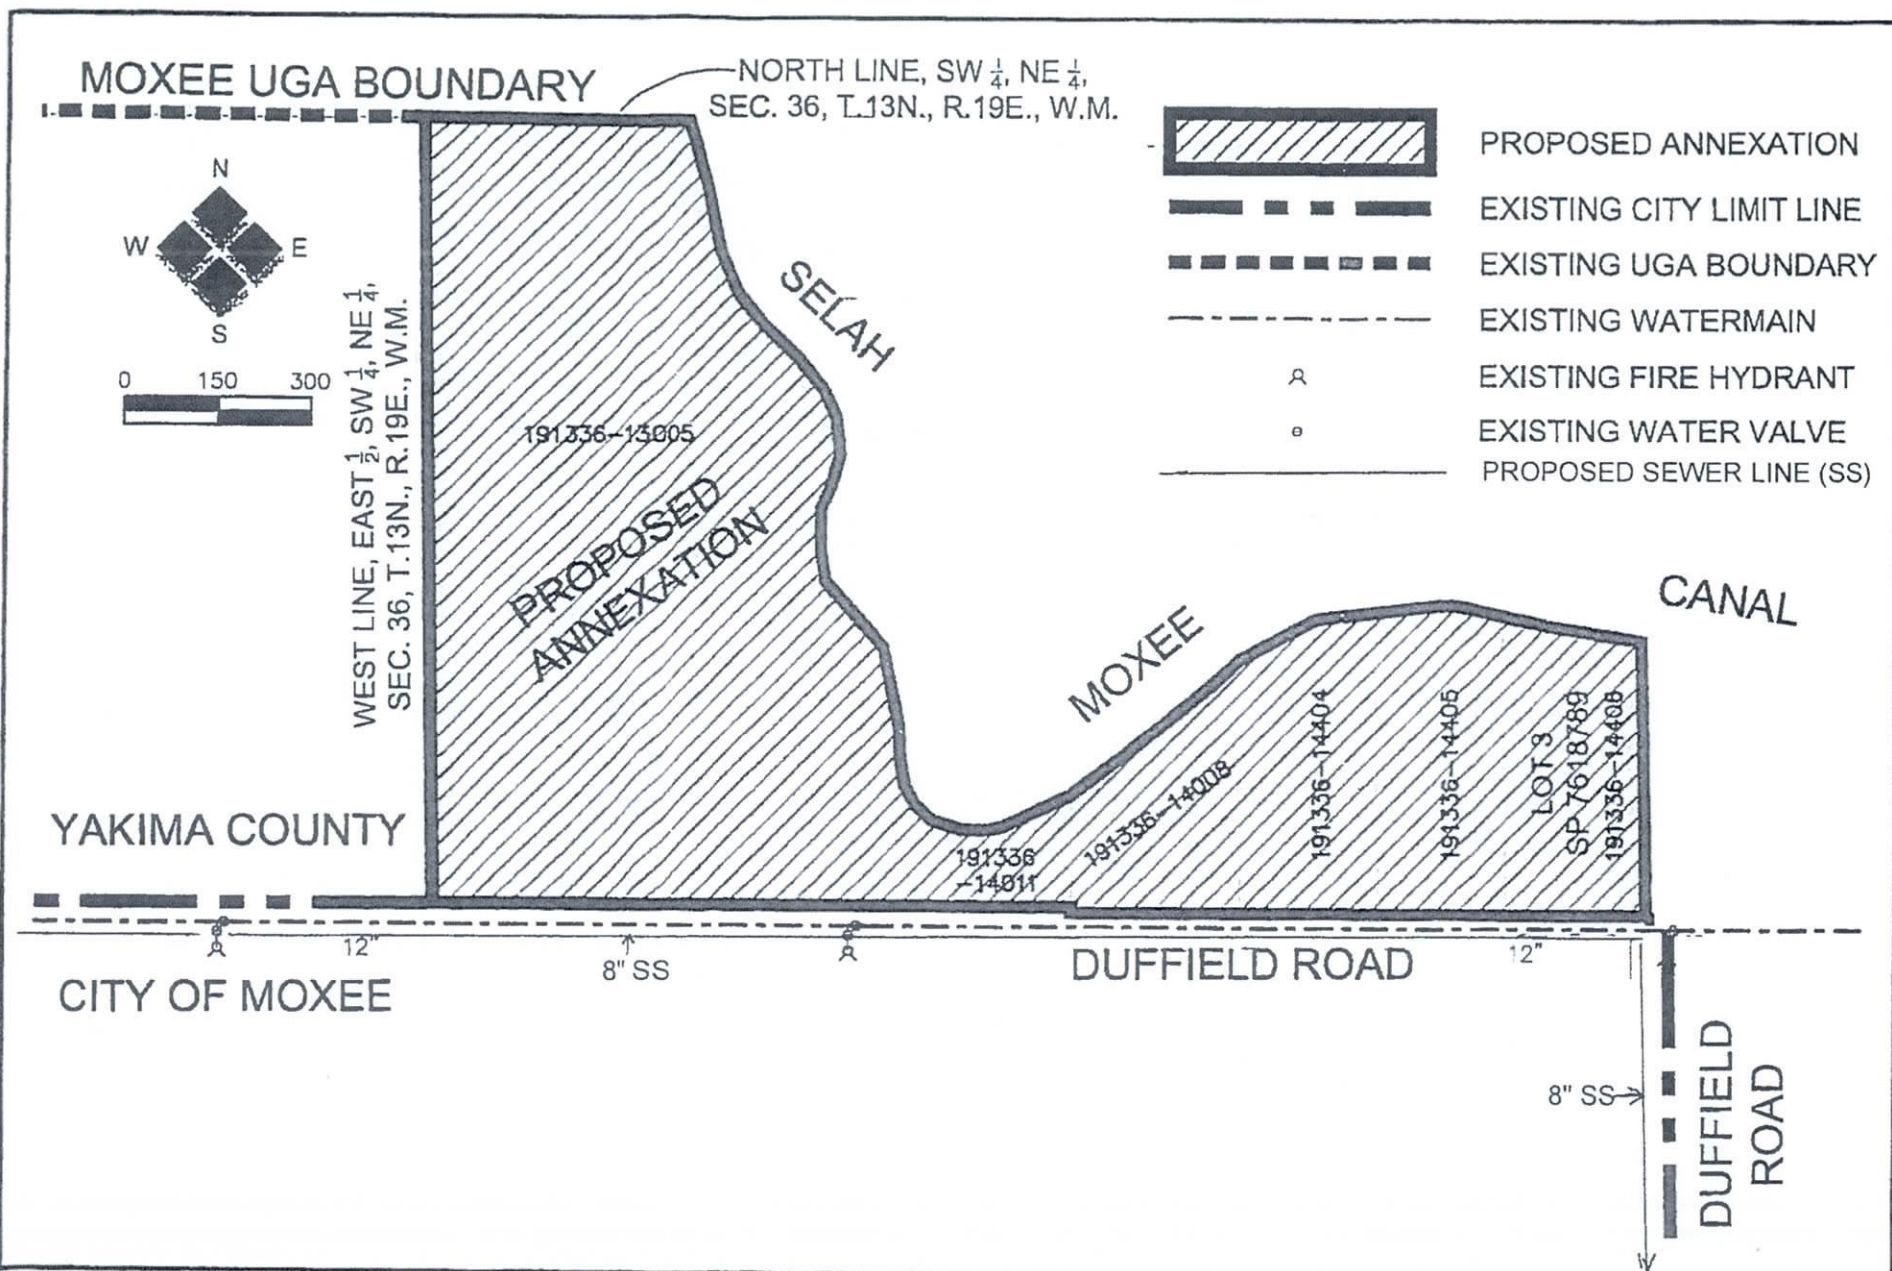 MOXEE UGA BOUNDARY
NORTH LINE, SW 1/4, NE 1/4,
SEC. 36, T.13N., R.19E., W.M.
PROPOSED ANNEXATION
EXISTING CITY LIMIT LINE
EXISTING UGA BOUNDARY
EXISTING WATERMAIN
EXISTING FIRE HYDRANT
EXISTING WATER VALVE
PROPOSED SEWER LINE (SS)
N
W E
S
0 150 300
WEST LINE, EAST 1/2, SW 1/4, NE 1/4,
SEC. 36, T.13N., R.19E., W.M.
SELAH
191336-13005
PROPOSED
ANNEXATION
MOXEE
CANAL
191336
-14011
191336-14008
191336-14404
191336-14405
LOT 3
SP 7618789
191336-14406
YAKIMA COUNTY
12"
8" SS
DUFFIELD ROAD
12"
CITY OF MOXEE
8" SS
DUFFIELD
ROAD